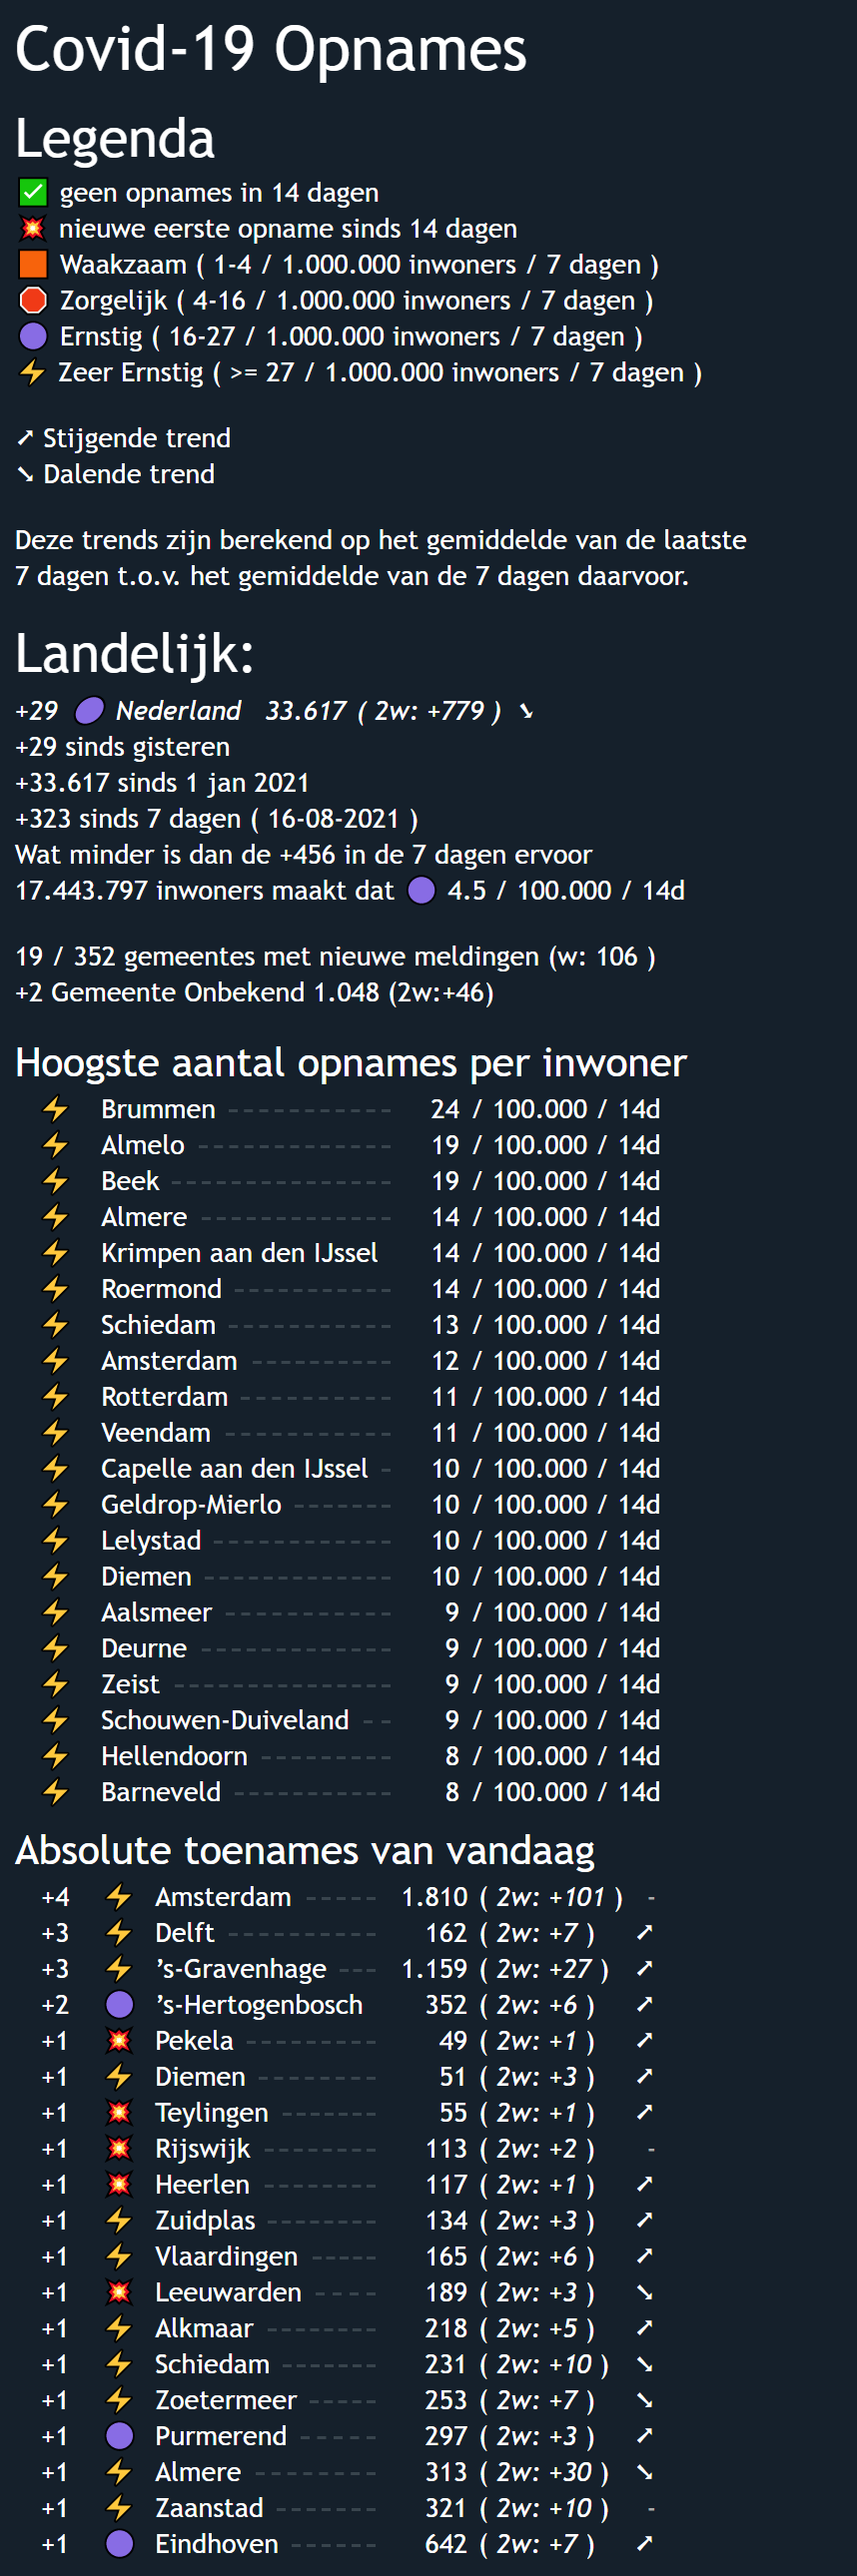 Covid-19 Opnames
Legenda
✅ geen opnames in 14 dagen
💥 nieuwe eerste opname sinds 14 dagen
🟧 Waakzaam ( 1-4 / 1.000.000 inwoners / 7 dagen )
🛑 Zorgelijk ( 4-16 / 1.000.000 inwoners / 7 dagen )
🟣 Ernstig ( 16-27 / 1.000.000 inwoners / 7 dagen )
⚡ Zeer Ernstig ( >= 27 / 1.000.000 inwoners / 7 dagen )
➚ Stijgende trend
➘ Dalende trend
Deze trends zijn berekend op het gemiddelde van de laatste
7 dagen t.o.v. het gemiddelde van de 7 dagen daarvoor.
Landelijk:
+29 🟣 Nederland 33.617 ( 2w: +779 ) ➘
+29 sinds gisteren
+33.617 sinds 1 jan 2021
+323 sinds 7 dagen ( 16-08-2021 )
Wat minder is dan de +456 in de 7 dagen ervoor
17.443.797 inwoners maakt dat 🟣 4.5 / 100.000 / 14d
19 / 352 gemeentes met nieuwe meldingen (w: 106 )
+2 Gemeente Onbekend 1.048 (2w:+46)
Hoogste aantal opnames per inwoner
⚡ Brummen ----------- 24 / 100.000 / 14d
⚡ Almelo ------------- 19 / 100.000 / 14d
⚡ Beek --------------- 19 / 100.000 / 14d
⚡ Almere ------------- 14 / 100.000 / 14d
⚡ Krimpen aan den IJssel 14 / 100.000 / 14d
⚡ Roermond ----------- 14 / 100.000 / 14d
⚡ Schiedam ----------- 13 / 100.000 / 14d
⚡ Amsterdam ---------- 12 / 100.000 / 14d
⚡ Rotterdam ---------- 11 / 100.000 / 14d
⚡ Veendam ------------ 11 / 100.000 / 14d
⚡ Capelle aan den IJssel - 10 / 100.000 / 14d
⚡ Geldrop-Mierlo ------- 10 / 100.000 / 14d
⚡ Lelystad ------------ 10 / 100.000 / 14d
⚡ Diemen ------------- 10 / 100.000 / 14d
⚡ Aalsmeer ----------- 9 / 100.000 / 14d
⚡ Deurne ------------- 9 / 100.000 / 14d
⚡ Zeist --------------- 9 / 100.000 / 14d
⚡ Schouwen-Duiveland -- 9 / 100.000 / 14d
⚡ Hellendoorn --------- 8 / 100.000 / 14d
⚡ Barneveld ----------- 8 / 100.000 / 14d
Absolute toenames van vandaag
+4 ⚡ Amsterdam ----- 1.810 ( 2w: +101 ) -
+3 ⚡ Delft ---------- 162 ( 2w: +7 ) ➚
+3 ⚡ ’s-Gravenhage --- 1.159 ( 2w: +27 ) ➚
+2 🟣 ’s-Hertogenbosch 352 ( 2w: +6 ) ➚
+1 💥 Pekela --------- 49 ( 2w: +1 ) ➚
+1 ⚡ Diemen -------- 51 ( 2w: +3 ) ➚
+1 💥 Teylingen ------ 55 ( 2w: +1 ) ➚
+1 💥 Rijswijk -------- 113 ( 2w: +2 ) -
+1 💥 Heerlen -------- 117 ( 2w: +1 ) ➚
+1 ⚡ Zuidplas ------- 134 ( 2w: +3 ) ➚
+1 ⚡ Vlaardingen ----- 165 ( 2w: +6 ) ➚
+1 💥 Leeuwarden ---- 189 ( 2w: +3 ) ➘
+1 ⚡ Alkmaar ------- 218 ( 2w: +5 ) ➚
+1 ⚡ Schiedam ------ 231 ( 2w: +10 ) ➘
+1 ⚡ Zoetermeer ----- 253 ( 2w: +7 ) ➘
+1 🟣 Purmerend ----- 297 ( 2w: +3 ) ➚
+1 ⚡ Almere -------- 313 ( 2w: +30 ) ➘
+1 ⚡ Zaanstad ------ 321 ( 2w: +10 ) -
+1 🟣 Eindhoven ------ 642 ( 2w: +7 ) ➚